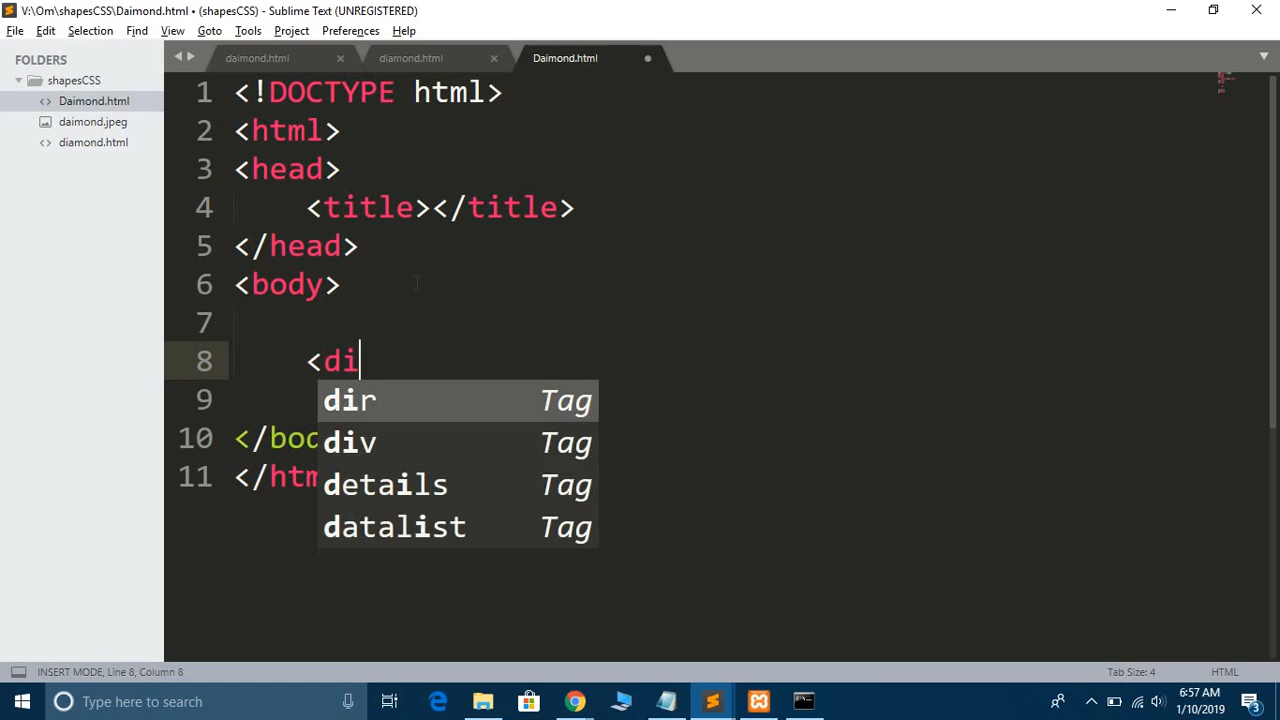 V:\Om\shapesCSS\Daimond.html • (shapesCSS) - Sublime Text (UNREGISTERED)
File Edit Selection Find View Goto Tools Project Preferences Help
FOLDERS
shapesCSS
Daimond.html
daimond.jpeg
diamond.html
daimond.html diamond.html Daimond.html
1 <!DOCTYPE html>
2 <html>
3 <head>
4 <title></title>
5 </head>
6 <body>
7
8 <di
9
10 </bod
11 </htm
dir Tag
div Tag
details Tag
datalist Tag
INSERT MODE, Line 8, Column 8 Tab Size: 4 HTML
Type here to search
6:57 AM
1/10/2019
3